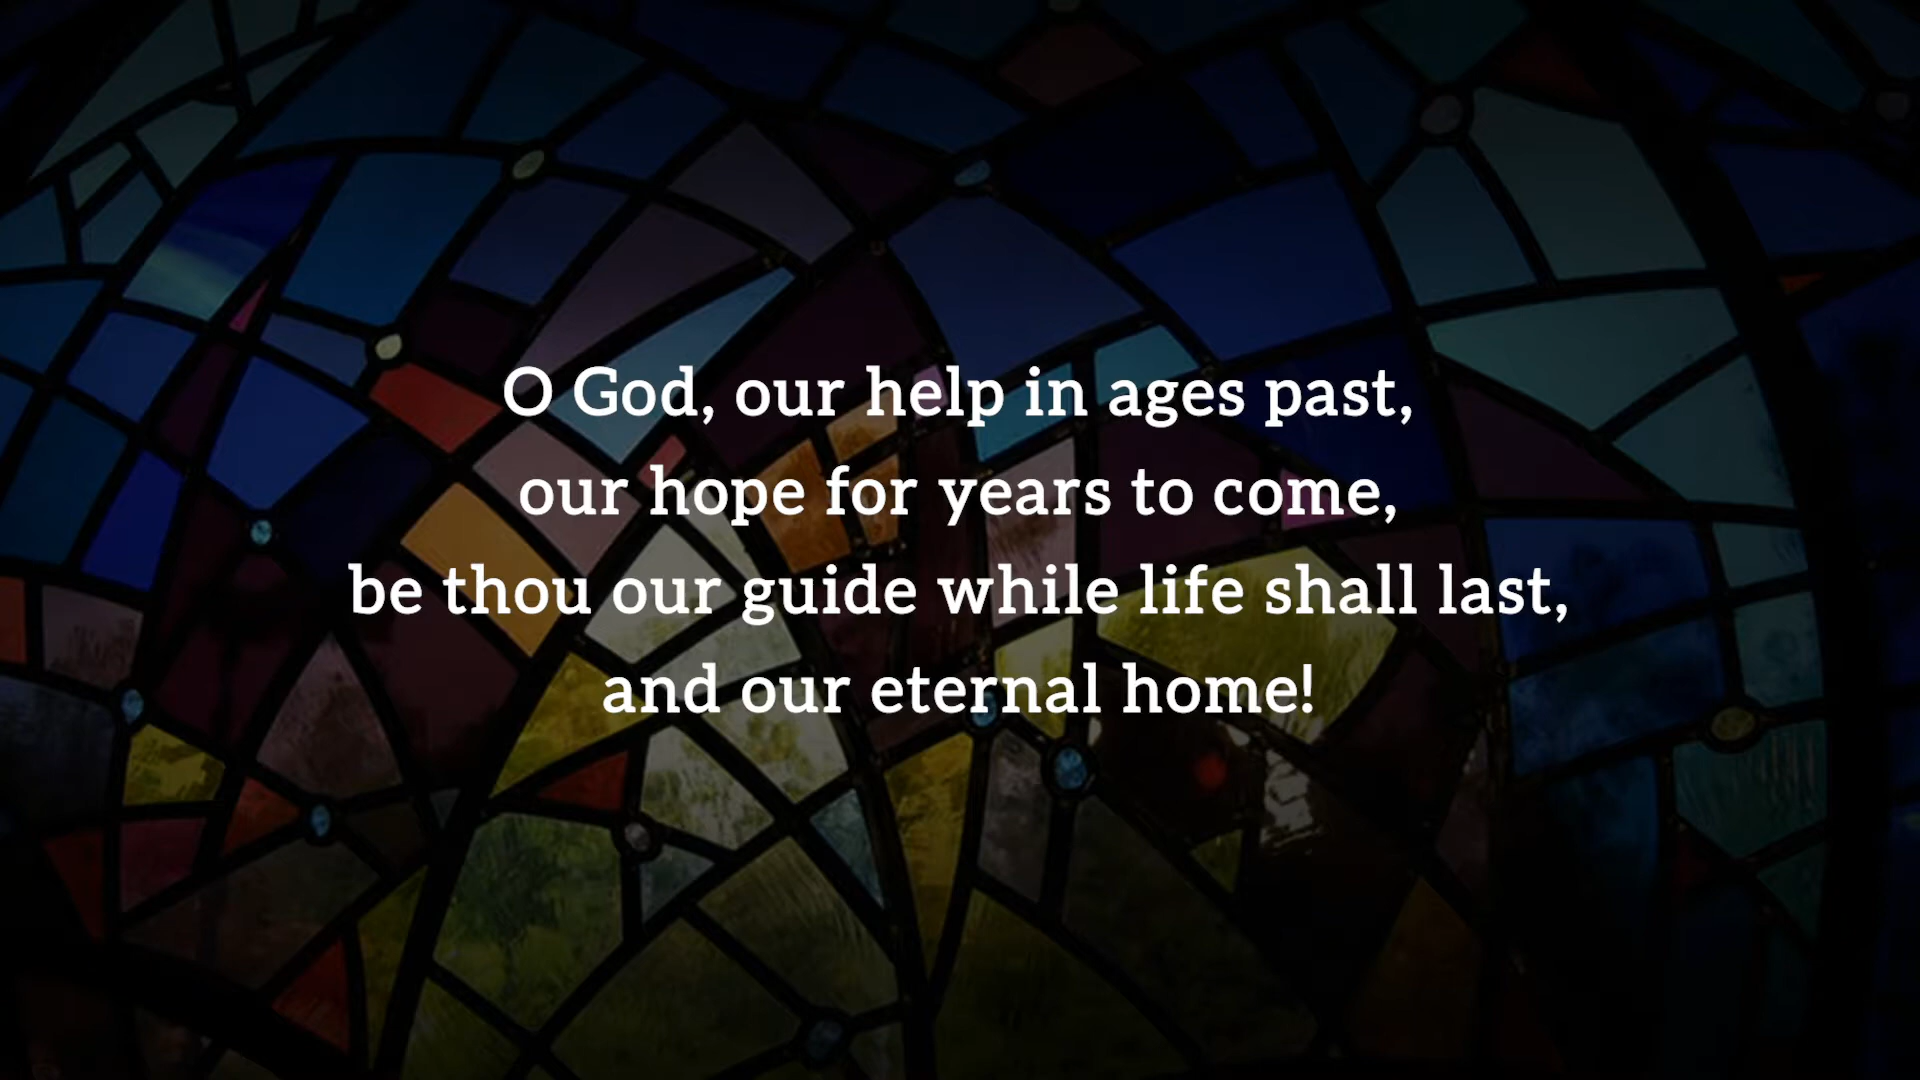 O God, our help in ages past,
our hope for years to come,
be thou our guide while life shall last,
and our eternal home!